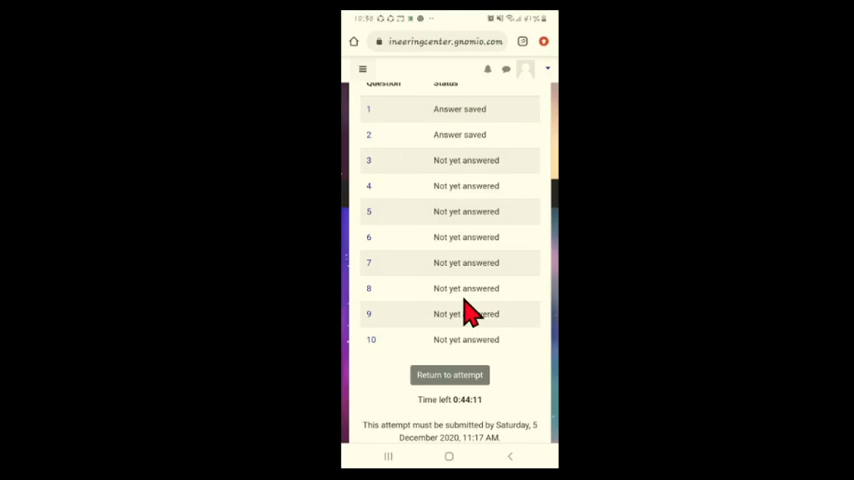 10:30
ineeringcenter.gnomio.com
Question Status
1 Answer saved
2 Answer saved
3 Not yet answered
4 Not yet answered
5 Not yet answered
6 Not yet answered
7 Not yet answered
8 Not yet answered
9 Not yet answered
10 Not yet answered
Return to attempt
Time left 0:44:11
This attempt must be submitted by Saturday, 5
December 2020, 11:17 AM.